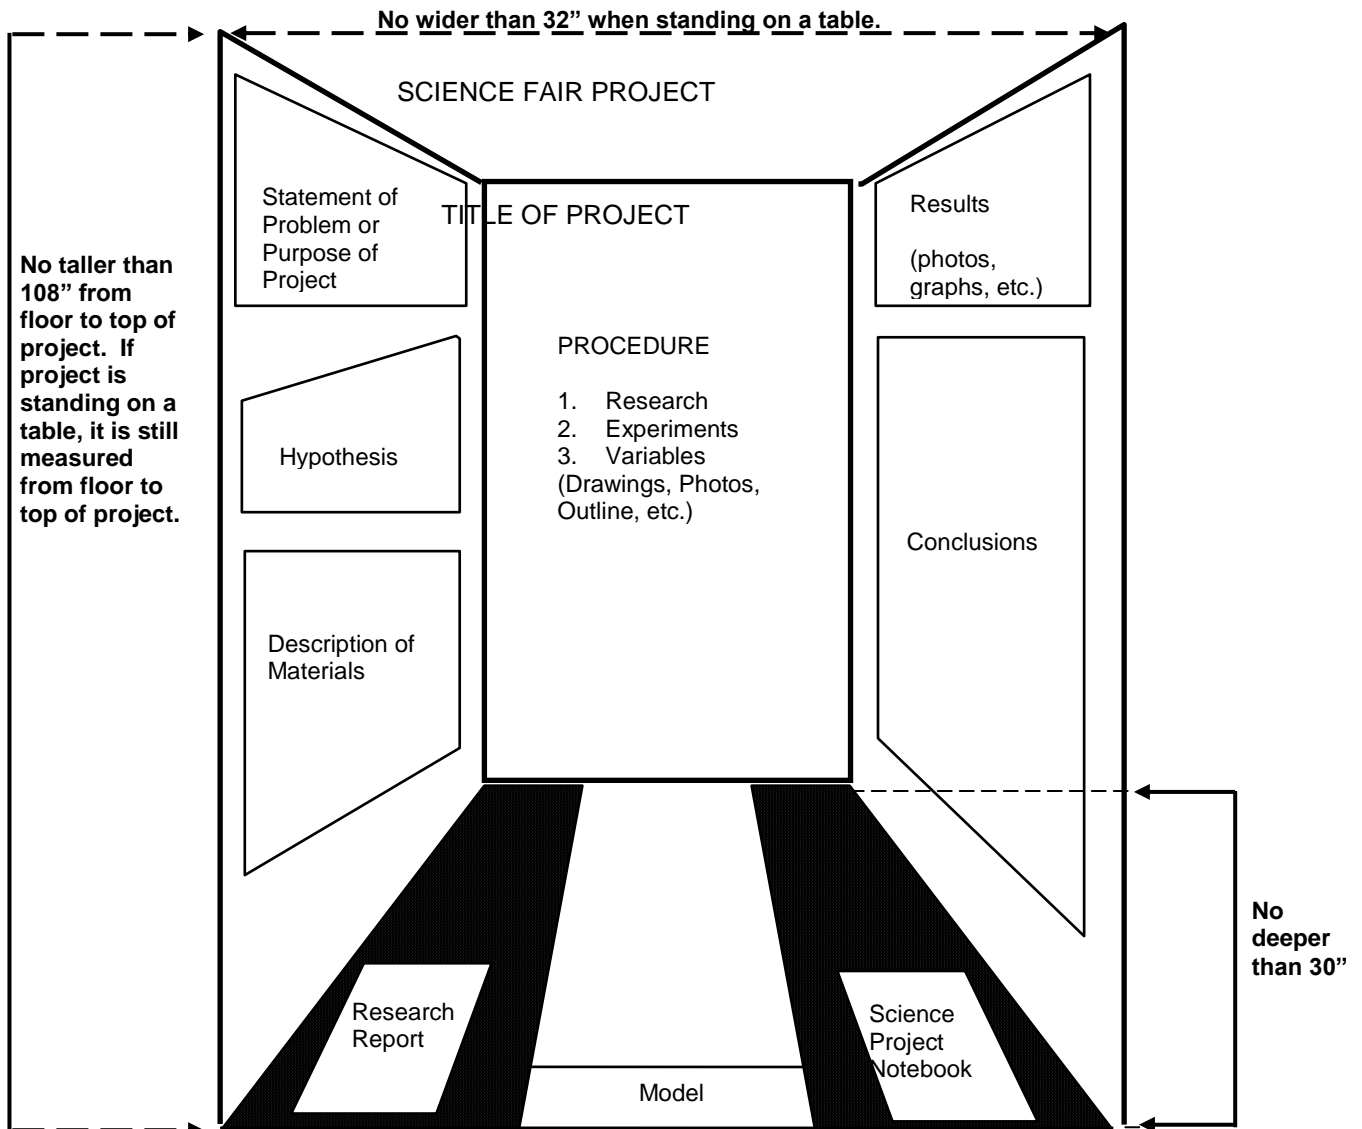 No wider than 32” when standing on a table.
SCIENCE FAIR PROJECT
TITLE OF PROJECT
No taller than
108” from
floor to top of
project.  If
project is
standing on a
table, it is still
measured
from floor to
top of project.
Statement of
Problem or
Purpose of
Project
Hypothesis
Description of
Materials
PROCEDURE
1. Research
2. Experiments
3. Variables
(Drawings, Photos,
Outline, etc.)
Results
(photos,
graphs, etc.)
Conclusions
No
deeper
than 30”
Research
Report
Model
Science
Project
Notebook